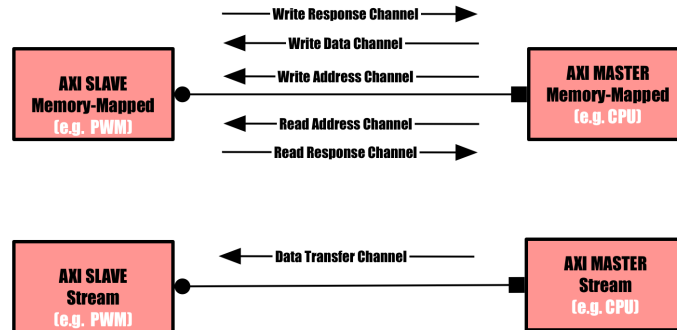 Write Response Channel
Write Data Channel
Write Address Channel
AXI SLAVE
Memory-Mapped
(e.g. PWM)
AXI MASTER
Memory-Mapped
(e.g. CPU)
Read Address Channel
Read Response Channel
Data Transfer Channel
AXI SLAVE
Stream
(e.g. PWM)
AXI MASTER
Stream
(e.g. CPU)